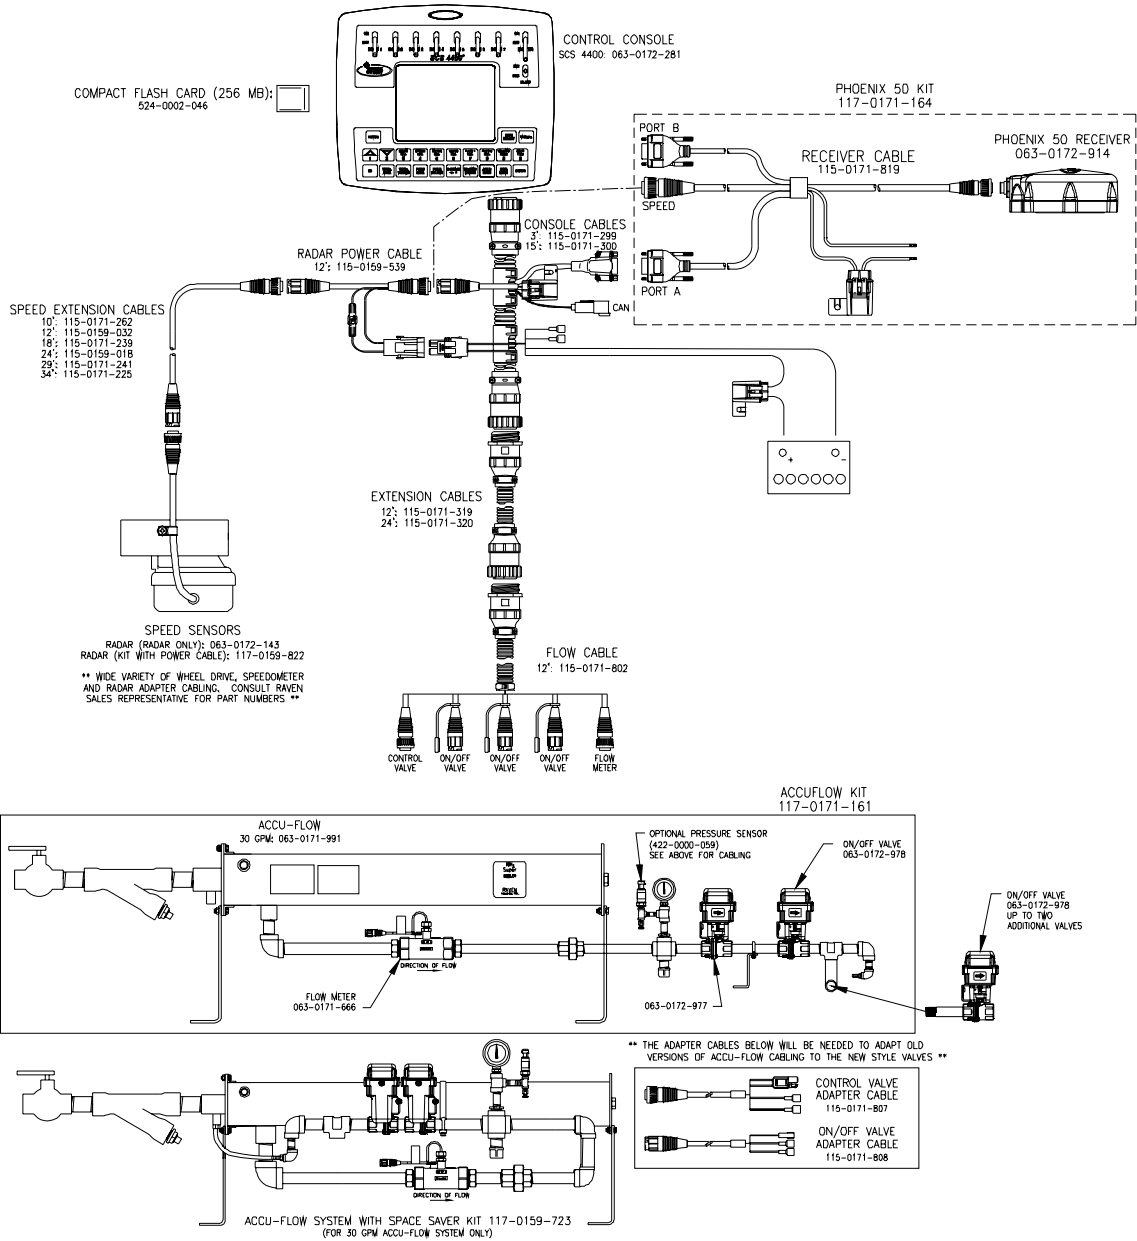 CONTROL CONSOLE
SCS 4400: 063-0172-281
SCS 4400
COMPACT FLASH CARD (256 MB):
524-0002-046
PHOENIX 50 KIT
117-0171-164
PORT B
RECEIVER CABLE
115-0171-819
PHOENIX 50 RECEIVER
063-0172-914
SPEED
PORT A
CONSOLE CABLES
3': 115-0171-299
15': 115-0171-300
CAN
RADAR POWER CABLE
12': 115-0159-539
SPEED EXTENSION CABLES
10': 115-0171-262
12': 115-0159-032
18': 115-0171-239
24': 115-0159-018
29': 115-0171-241
34': 115-0171-225
+ -
EXTENSION CABLES
12': 115-0171-319
24': 115-0171-320
SPEED SENSORS
RADAR (RADAR ONLY): 063-0172-143
RADAR (KIT WITH POWER CABLE): 117-0159-822
** WIDE VARIETY OF WHEEL DRIVE, SPEEDOMETER
AND RADAR ADAPTER CABLING. CONSULT RAVEN
SALES REPRESENTATIVE FOR PART NUMBERS **
FLOW CABLE
12': 115-0171-802
CONTROL
VALVE
ON/OFF
VALVE
ON/OFF
VALVE
ON/OFF
VALVE
FLOW
METER
ACCUFLOW KIT
117-0171-161
ACCU-FLOW
30 GPM: 063-0171-991
OPTIONAL PRESSURE SENSOR
(422-0000-059)
SEE ABOVE FOR CABLING
ON/OFF VALVE
063-0172-978
ON/OFF VALVE
063-0172-978
UP TO TWO
ADDITIONAL VALVES
DIRECTION OF FLOW
FLOW METER
063-0171-666
063-0172-977
** THE ADAPTER CABLES BELOW WILL BE NEEDED TO ADAPT OLD
VERSIONS OF ACCU-FLOW CABLING TO THE NEW STYLE VALVES **
CONTROL VALVE
ADAPTER CABLE
115-0171-807
ON/OFF VALVE
ADAPTER CABLE
115-0171-808
DIRECTION OF FLOW
ACCU-FLOW SYSTEM WITH SPACE SAVER KIT 117-0159-723
(FOR 30 GPM ACCU-FLOW SYSTEM ONLY)